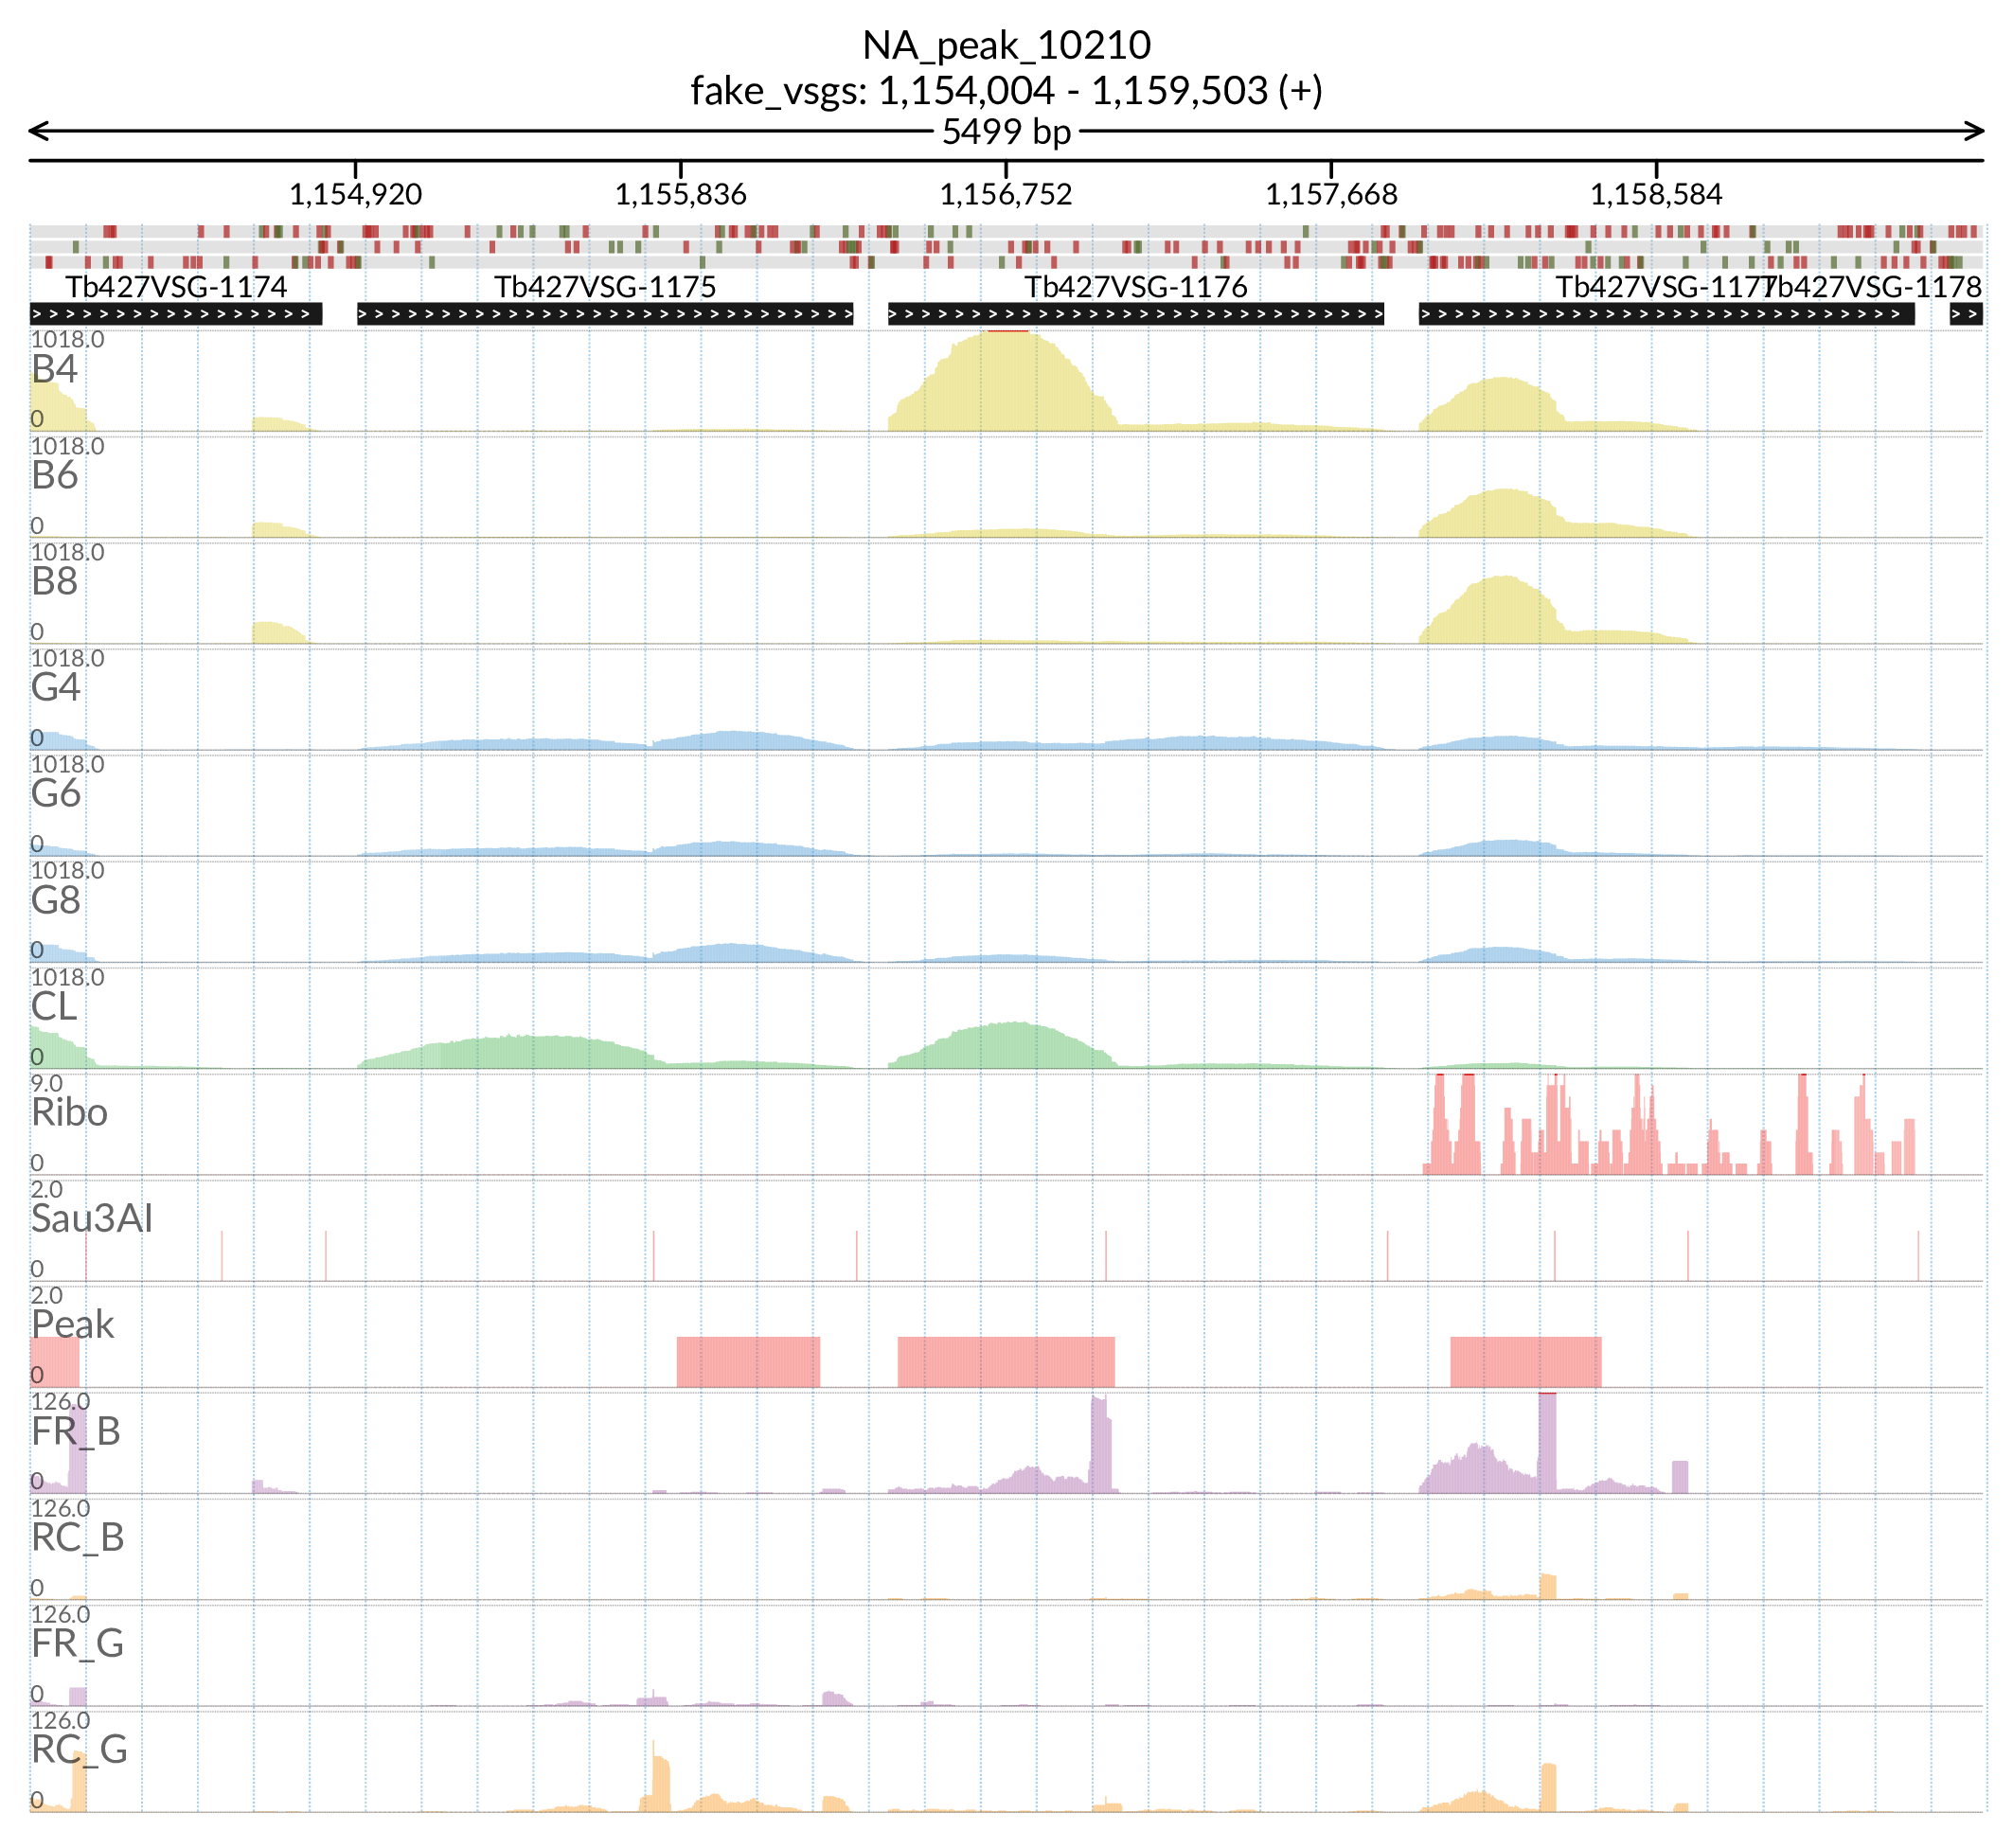 NA_peak_10210
fake_vsgs: 1,154,004 - 1,159,503 (+)
5499 bp
1,154,920 1,155,836 1,156,752 1,157,668 1,158,584
Tb427VSG-1174 Tb427VSG-1175 Tb427VSG-1176 Tb427VSG-1177 Tb427VSG-1178
1018.0
B4
0
1018.0
B6
0
1018.0
B8
0
1018.0
G4
0
1018.0
G6
0
1018.0
G8
0
1018.0
CL
0
9.0
Ribo
0
2.0
Sau3AI
0
2.0
Peak
0
126.0
FR_B
0
126.0
RC_B
0
126.0
FR_G
0
126.0
RC_G
0